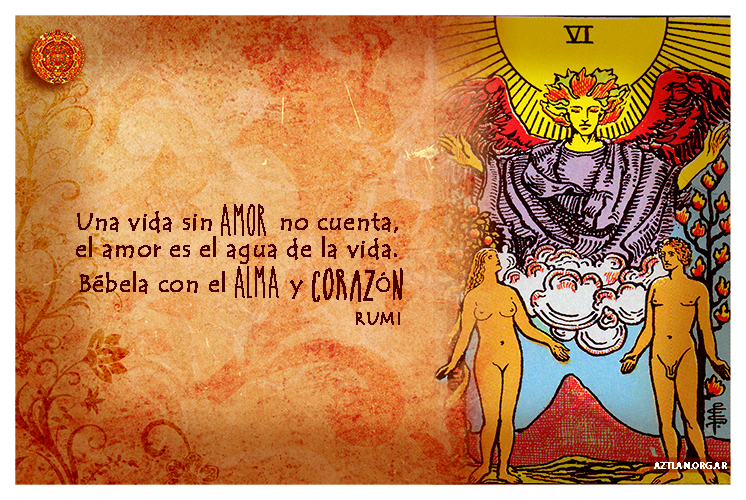 VI
Una vida sin AMOR no cuenta,
el amor es el agua de la vida.
Bébela con el ALMA y CORAZÓN
RUMI
AZTLAN.ORG.AR